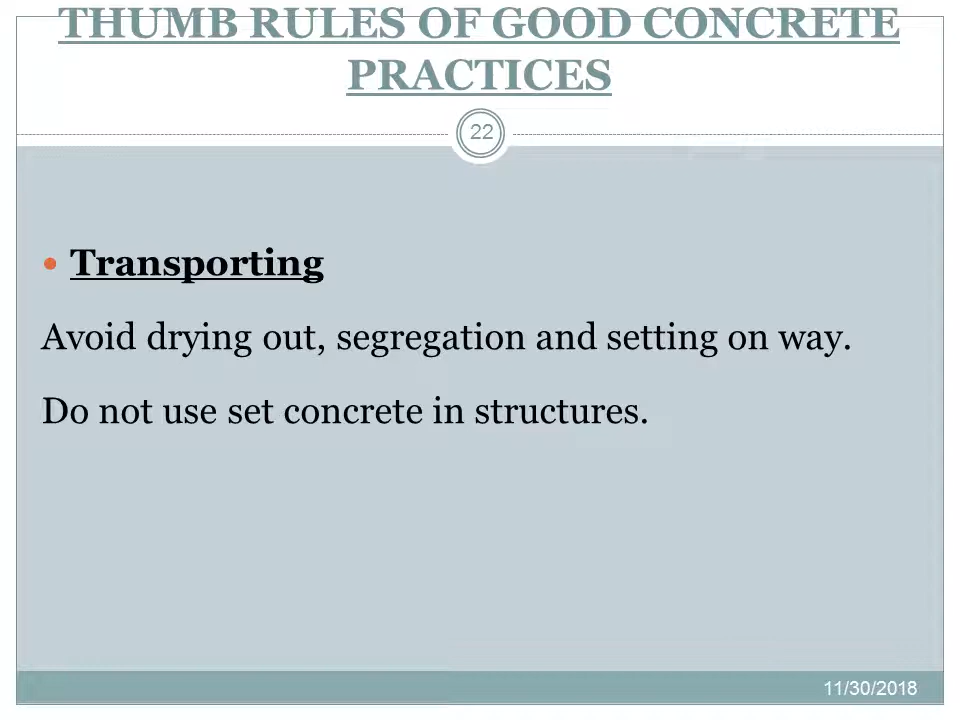 THUMB RULES OF GOOD CONCRETE
PRACTICES
22
• Transporting
Avoid drying out, segregation and setting on way.
Do not use set concrete in structures.
11/30/2018